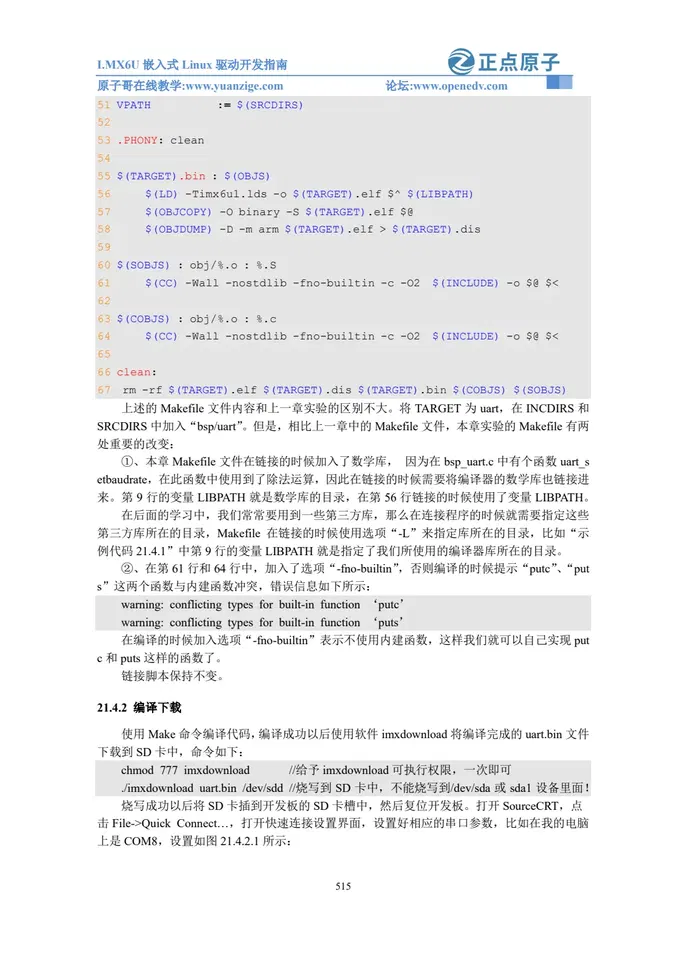 I.MX6U 嵌入式 Linux 驱动开发指南
正点原子
原子哥在线教学:www.yuanzige.com 论坛:www.openedv.com
51 VPATH := $(SRCDIRS)
52
53 .PHONY: clean
54
55 $(TARGET).bin : $(OBJS)
56 $(LD) -Timx6ul.lds -o $(TARGET).elf $^ $(LIBPATH)
57 $(OBJCOPY) -O binary -S $(TARGET).elf $@
58 $(OBJDUMP) -D -m arm $(TARGET).elf > $(TARGET).dis
59
60 $(SOBJS) : obj/%.o : %.S
61 $(CC) -Wall -nostdlib -fno-builtin -c -O2 $(INCLUDE) -o $@ $<
62
63 $(COBJS) : obj/%.o : %.c
64 $(CC) -Wall -nostdlib -fno-builtin -c -O2 $(INCLUDE) -o $@ $<
65
66 clean:
67 rm -rf $(TARGET).elf $(TARGET).dis $(TARGET).bin $(COBJS) $(SOBJS)
上述的 Makefile 文件内容和上一章实验的区别不大。将 TARGET 为 uart，在 INCDIRS 和
SRCDIRS 中加入“bsp/uart”。但是，相比上一章中的 Makefile 文件，本章实验的 Makefile 有两
处重要的改变：
①、本章 Makefile 文件在链接的时候加入了数学库， 因为在 bsp_uart.c 中有个函数 uart_s
etbaudrate，在此函数中使用到了除法运算，因此在链接的时候需要将编译器的数学库也链接进
来。第 9 行的变量 LIBPATH 就是数学库的目录，在第 56 行链接的时候使用了变量 LIBPATH。
在后面的学习中，我们常常要用到一些第三方库，那么在连接程序的时候就需要指定这些
第三方库所在的目录，Makefile 在链接的时候使用选项“-L”来指定库所在的目录，比如“示
例代码 21.4.1”中第 9 行的变量 LIBPATH 就是指定了我们所使用的编译器库所在的目录。
②、在第 61 行和 64 行中，加入了选项“-fno-builtin”，否则编译的时候提示“putc”、“put
s”这两个函数与内建函数冲突，错误信息如下所示：
warning: conflicting types for built-in function ‘putc’
warning: conflicting types for built-in function ‘puts’
在编译的时候加入选项“-fno-builtin”表示不使用内建函数，这样我们就可以自己实现 put
c 和 puts 这样的函数了。
链接脚本保持不变。
21.4.2 编译下载
使用 Make 命令编译代码，编译成功以后使用软件 imxdownload 将编译完成的 uart.bin 文件
下载到 SD 卡中，命令如下：
chmod 777 imxdownload //给予 imxdownload 可执行权限，一次即可
./imxdownload uart.bin /dev/sdd //烧写到 SD 卡中，不能烧写到/dev/sda 或 sda1 设备里面！
烧写成功以后将 SD 卡插到开发板的 SD 卡槽中，然后复位开发板。打开 SourceCRT，点
击 File->Quick Connect…，打开快速连接设置界面，设置好相应的串口参数，比如在我的电脑
上是 COM8，设置如图 21.4.2.1 所示：
515